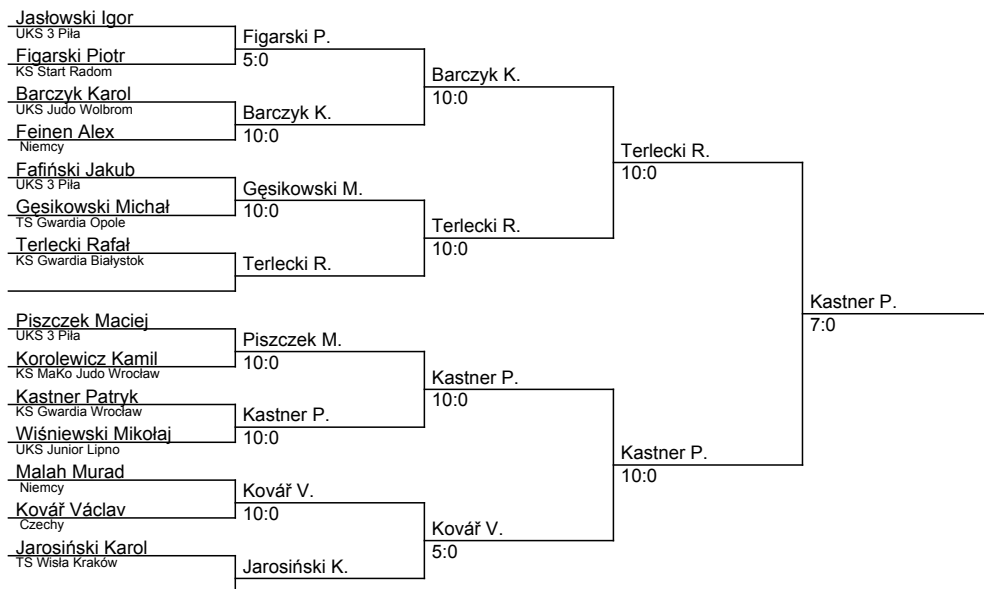 Jasłowski Igor
UKS 3 Piła
Figarski Piotr
KS Start Radom
Barczyk Karol
UKS Judo Wolbrom
Feinen Alex
Niemcy
Fafiński Jakub
UKS 3 Piła
Gęsikowski Michał
TS Gwardia Opole
Terlecki Rafał
KS Gwardia Białystok
Piszczek Maciej
UKS 3 Piła
Korolewicz Kamil
KS MaKo Judo Wrocław
Kastner Patryk
KS Gwardia Wrocław
Wiśniewski Mikołaj
UKS Junior Lipno
Malah Murad
Niemcy
Kovář Václav
Czechy
Jarosiński Karol
TS Wisła Kraków
Figarski P.
5:0
Barczyk K.
10:0
Gęsikowski M.
10:0
Terlecki R.
Piszczek M.
10:0
Kastner P.
10:0
Kovář V.
10:0
Jarosiński K.
Barczyk K.
10:0
Terlecki R.
10:0
Kastner P.
10:0
Kovář V.
5:0
Terlecki R.
10:0
Kastner P.
10:0
Kastner P.
7:0